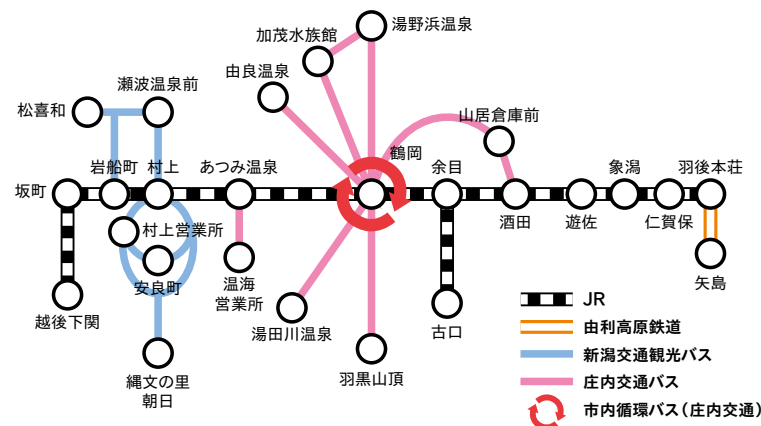 湯野浜温泉
加茂水族館
由良温泉
瀬波温泉前
松喜和
山居倉庫前
鶴岡
岩船町
村上
あつみ温泉
余目
象潟
羽後本荘
坂町
酒田
遊佐
仁賀保
村上営業所
安良町
温海
営業所
矢島
越後下関
湯田川温泉
古口
羽黒山頂
縄文の里
朝日
JR
由利高原鉄道
新潟交通観光バス
庄内交通バス
市内循環バス(庄内交通)